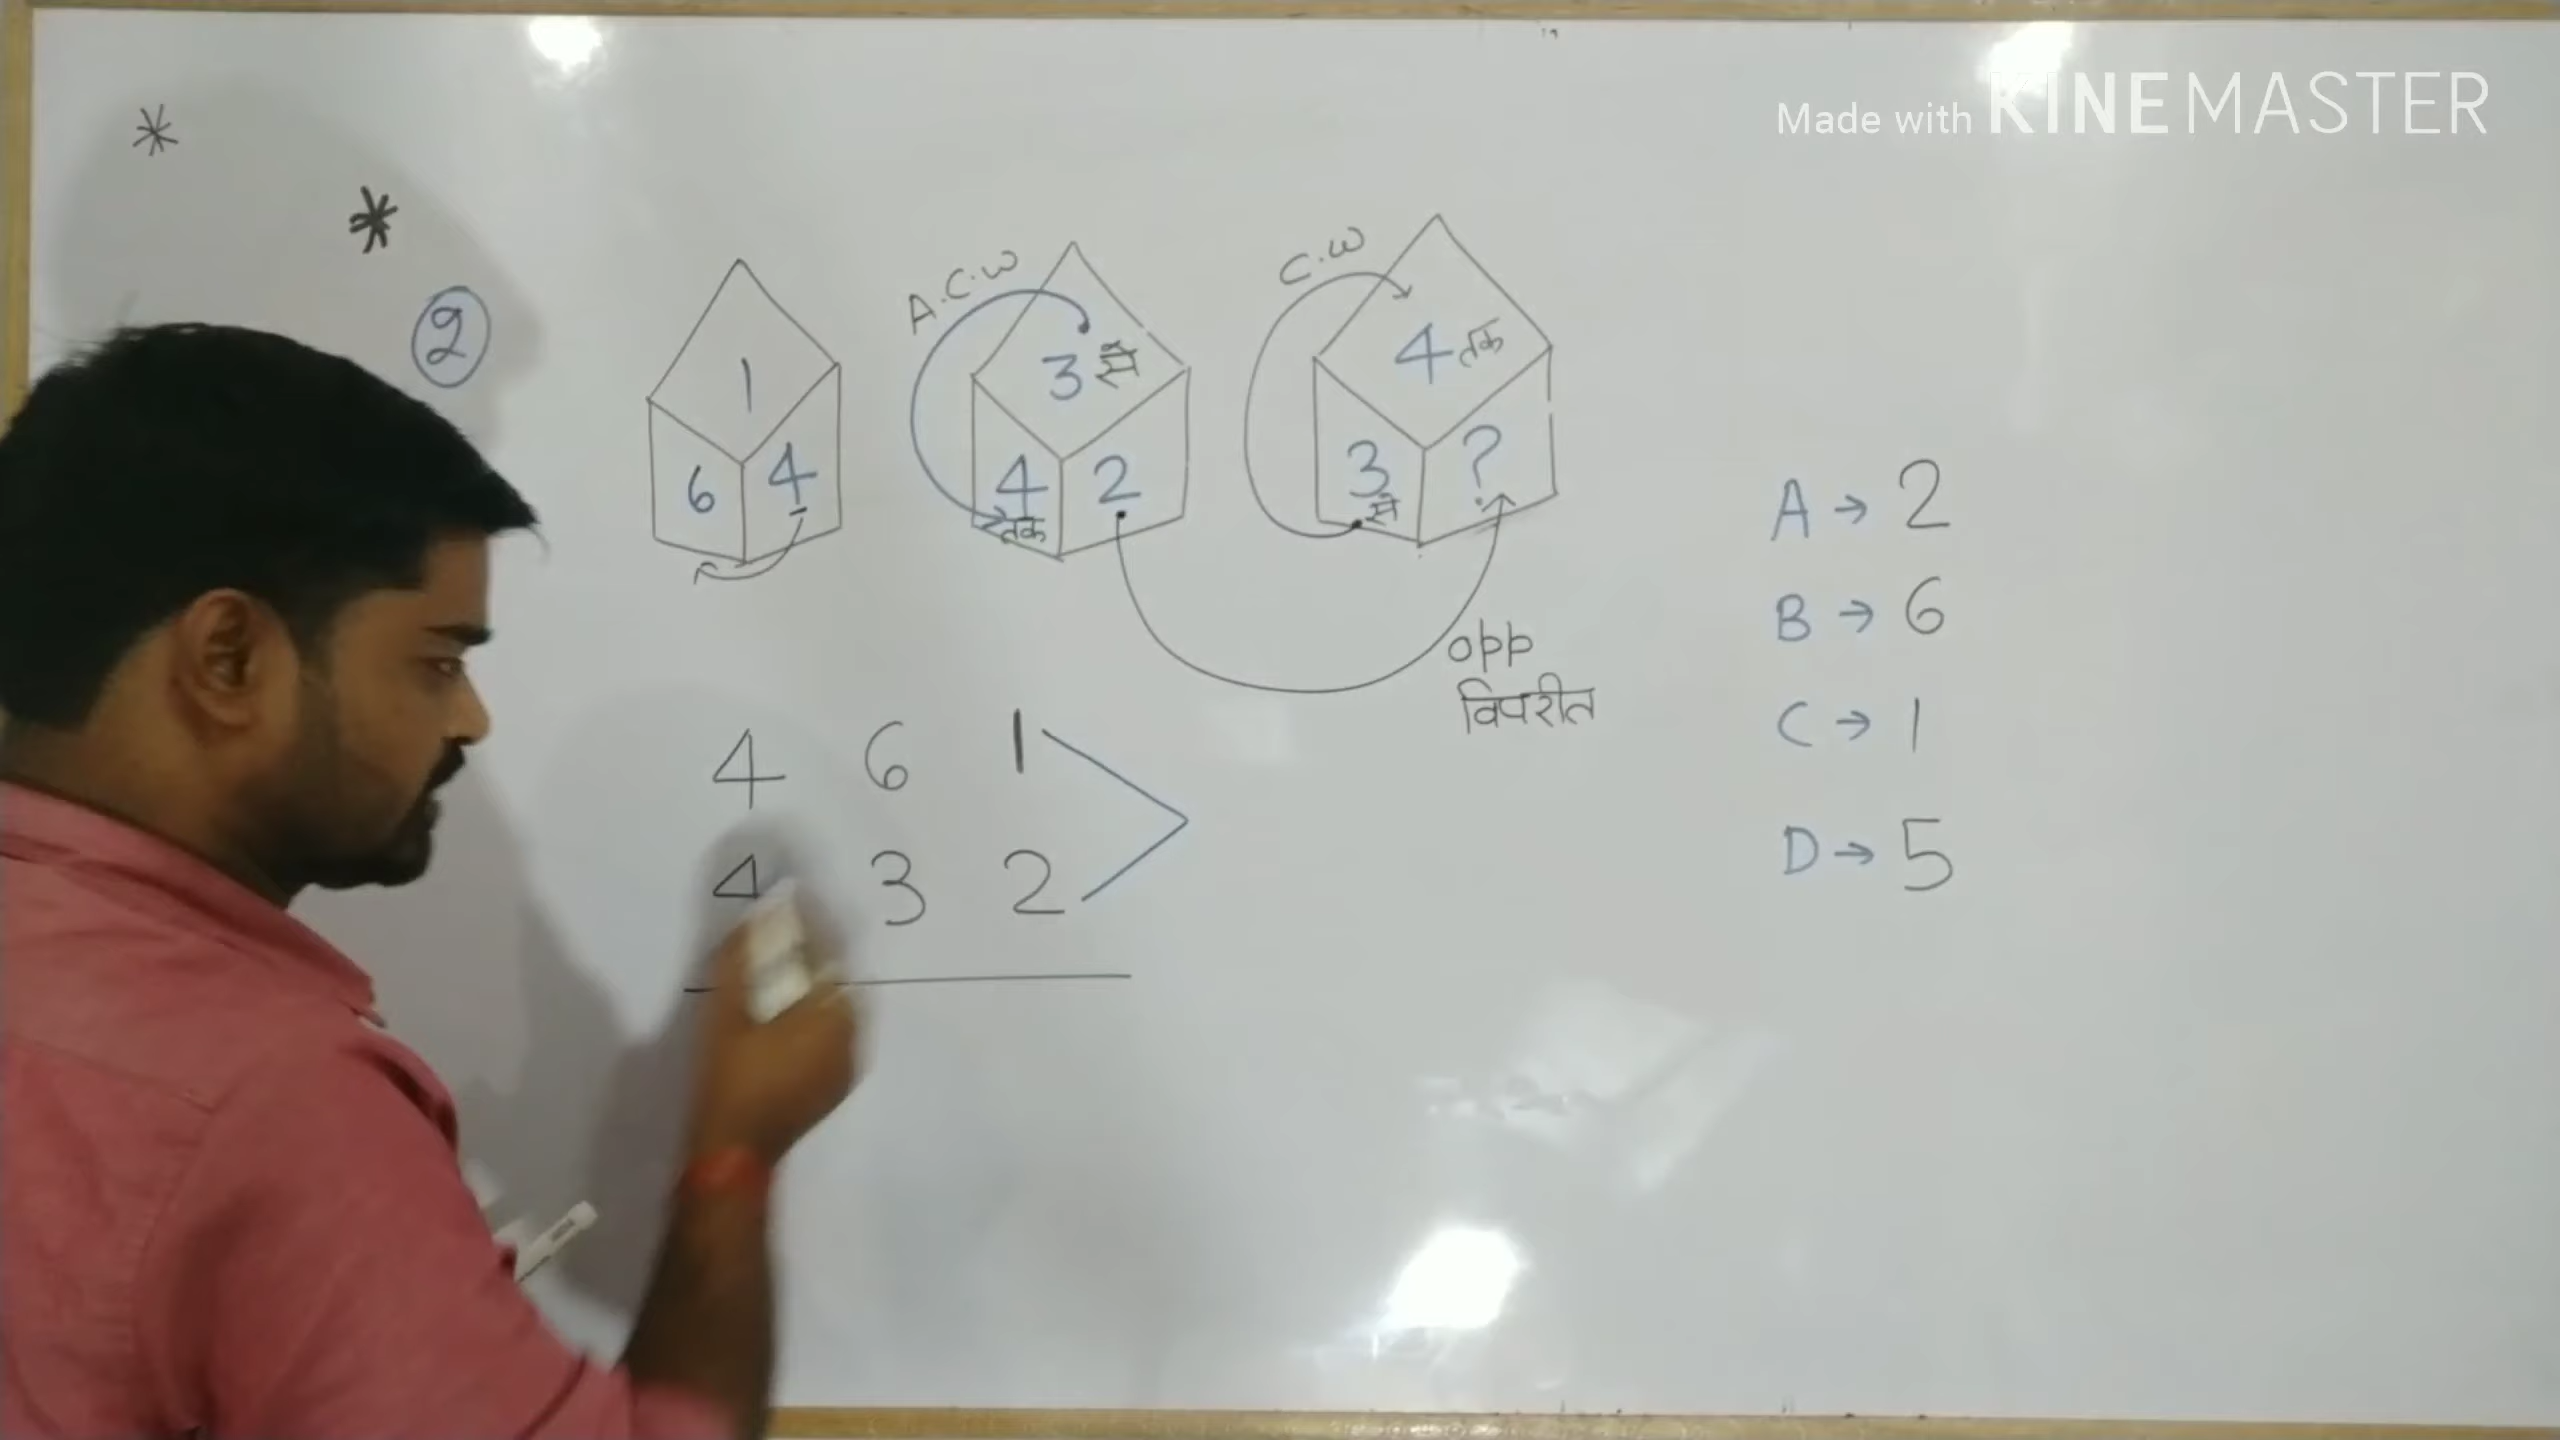 Made with KINEMASTER
*
*
2
A.C.W
C.W
1
6 4
3 से
4 तक 2
4 तक
3 से ?
opp
विपरीत
4 6 1
4 3 2
A → 2
B → 6
C → 1
D → 5